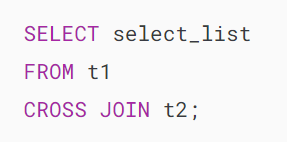 SELECT select_list
FROM t1
CROSS JOIN t2;